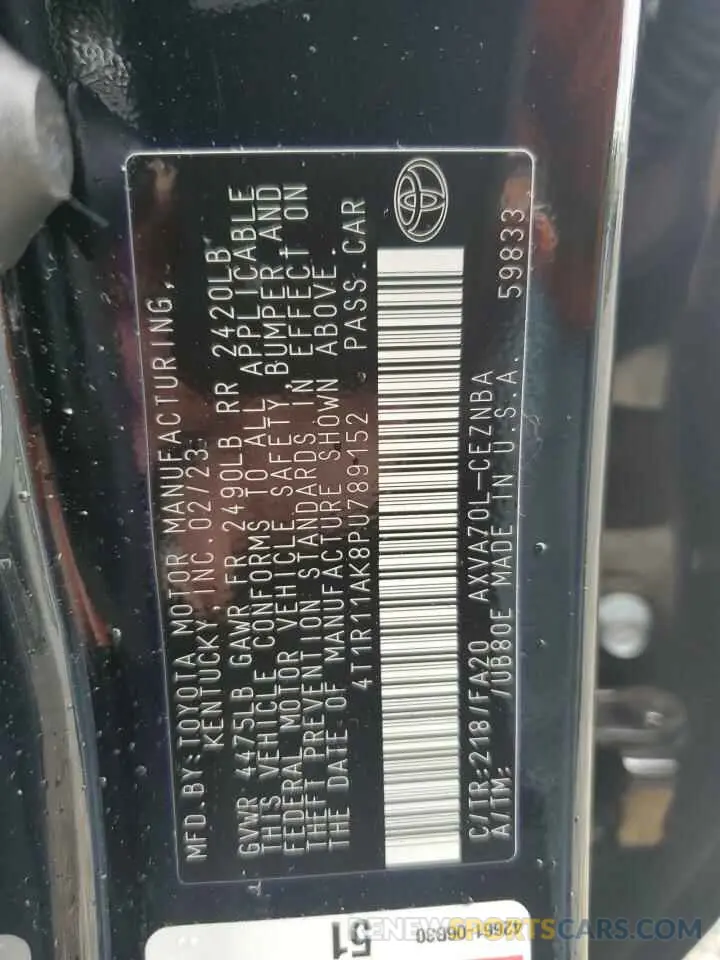 MFD.BY:TOYOTA MOTOR MANUFACTURING,
KENTUCKY,INC.02/23
GVWR 4475LB GAWR FR 2490LB RR 2420LB
THIS VEHICLE CONFORMS TO ALL APPLICABLE
FEDERAL MOTOR VEHICLE SAFETY,BUMPER AND
THEFT PREVENTION STANDARDS IN EFFECT ON
THE DATE OF MANUFACTURE SHOWN ABOVE.
4T1R11AK8PU789152 PASS.CAR
C/TR:218/FA20 AXVA70L-CEZNBA
A/TM: /UB80E MADE IN U.S.A. 59833
51
RENEWSPORTCARS.COM